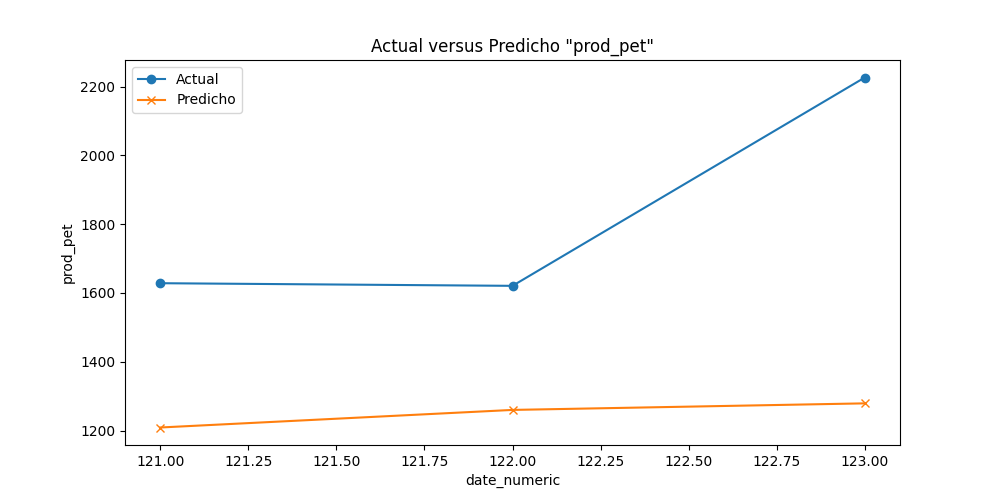 Actual versus Predicho "prod_pet"
Actual
Predicho
2200
2000
1800
1600
1400
1200
prod_pet
121.00 121.25 121.50 121.75 122.00 122.25 122.50 122.75 123.00
date_numeric